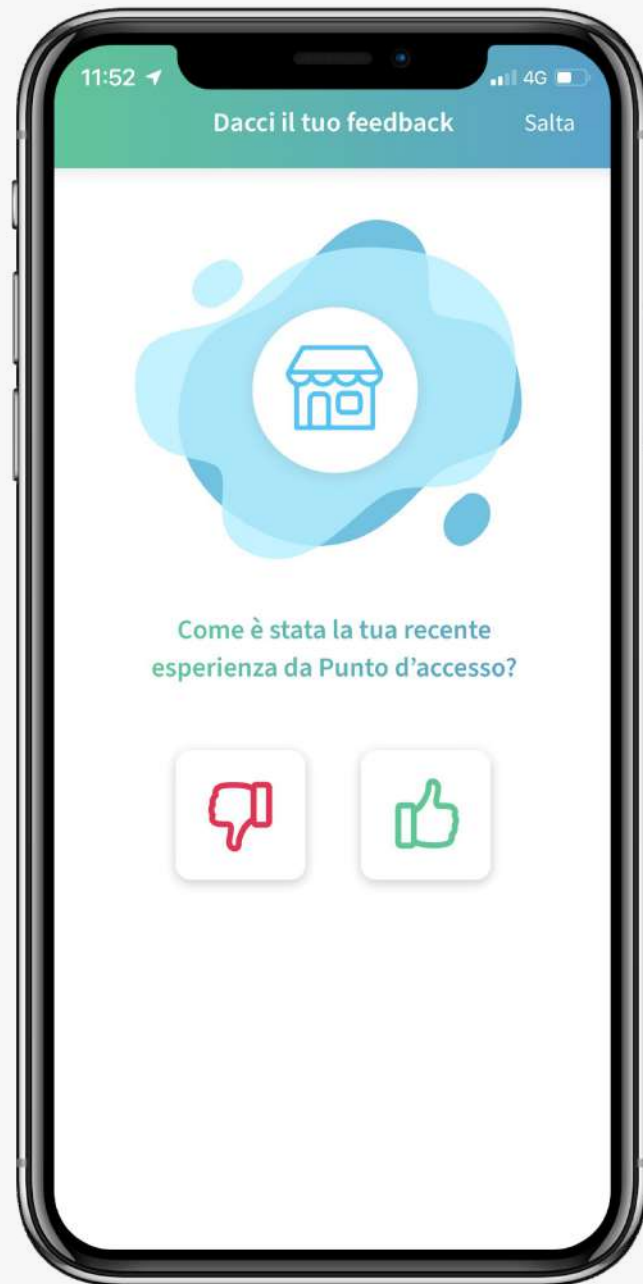 11:52
4G
Dacci il tuo feedback
Salta
Come è stata la tua recente
esperienza da Punto d’accesso?